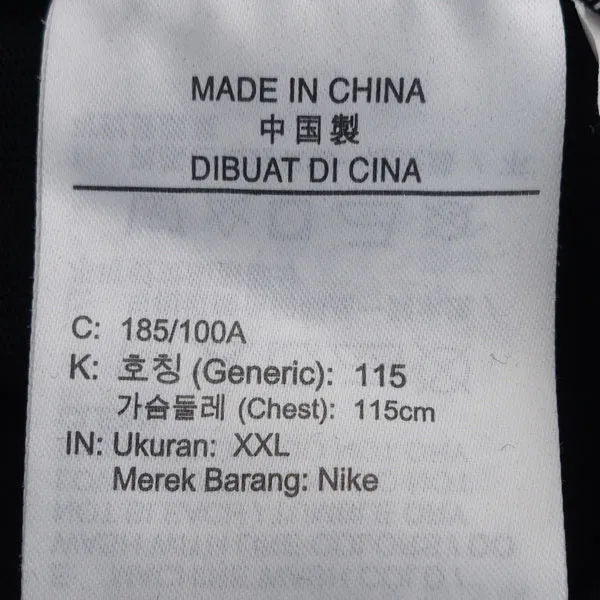 MADE IN CHINA
中国製
DIBUAT DI CINA
C: 185/100A
K: 호칭 (Generic): 115
가슴둘레 (Chest): 115cm
IN: Ukuran: XXL
Merek Barang: Nike